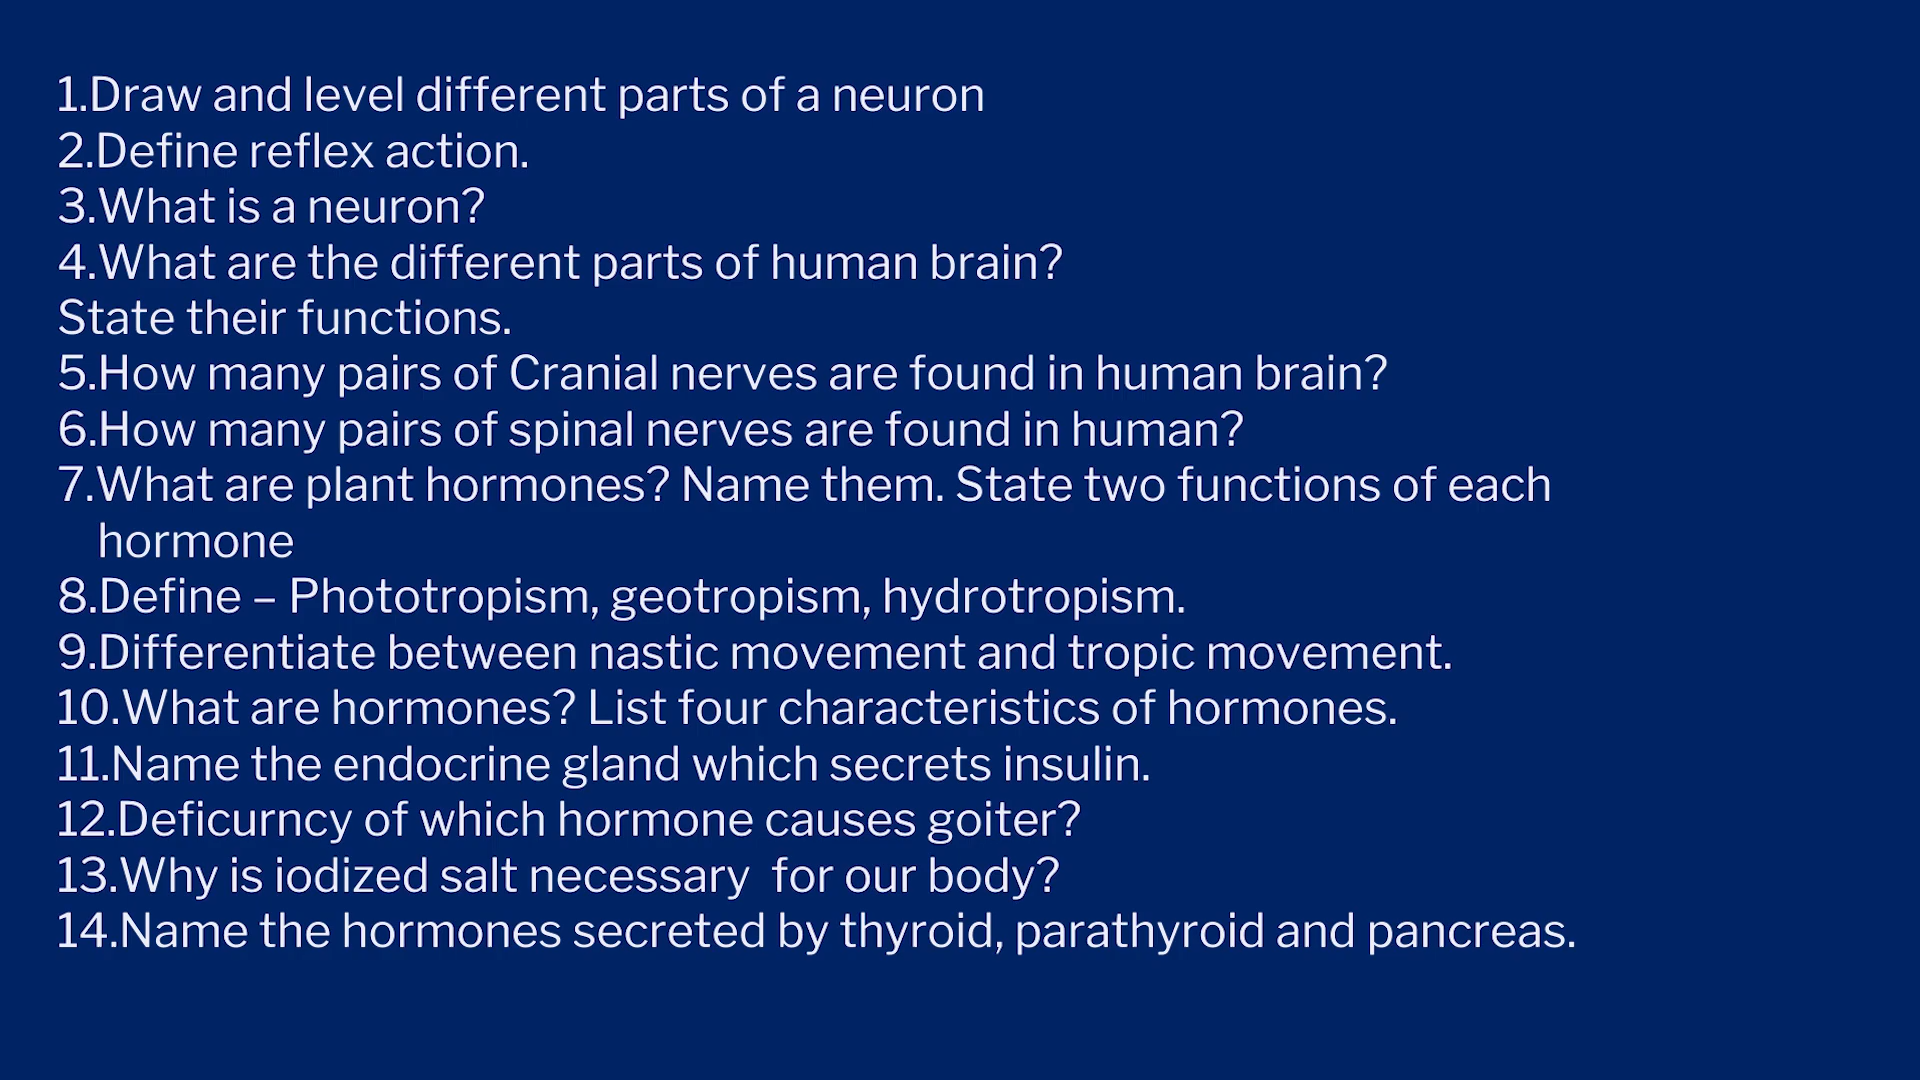 1.Draw and level different parts of a neuron
2.Define reflex action.
3.What is a neuron?
4.What are the different parts of human brain?
State their functions.
5.How many pairs of Cranial nerves are found in human brain?
6.How many pairs of spinal nerves are found in human?
7.What are plant hormones? Name them. State two functions of each
hormone
8.Define – Phototropism, geotropism, hydrotropism.
9.Differentiate between nastic movement and tropic movement.
10.What are hormones? List four characteristics of hormones.
11.Name the endocrine gland which secrets insulin.
12.Deficurncy of which hormone causes goiter?
13.Why is iodized salt necessary  for our body?
14.Name the hormones secreted by thyroid, parathyroid and pancreas.